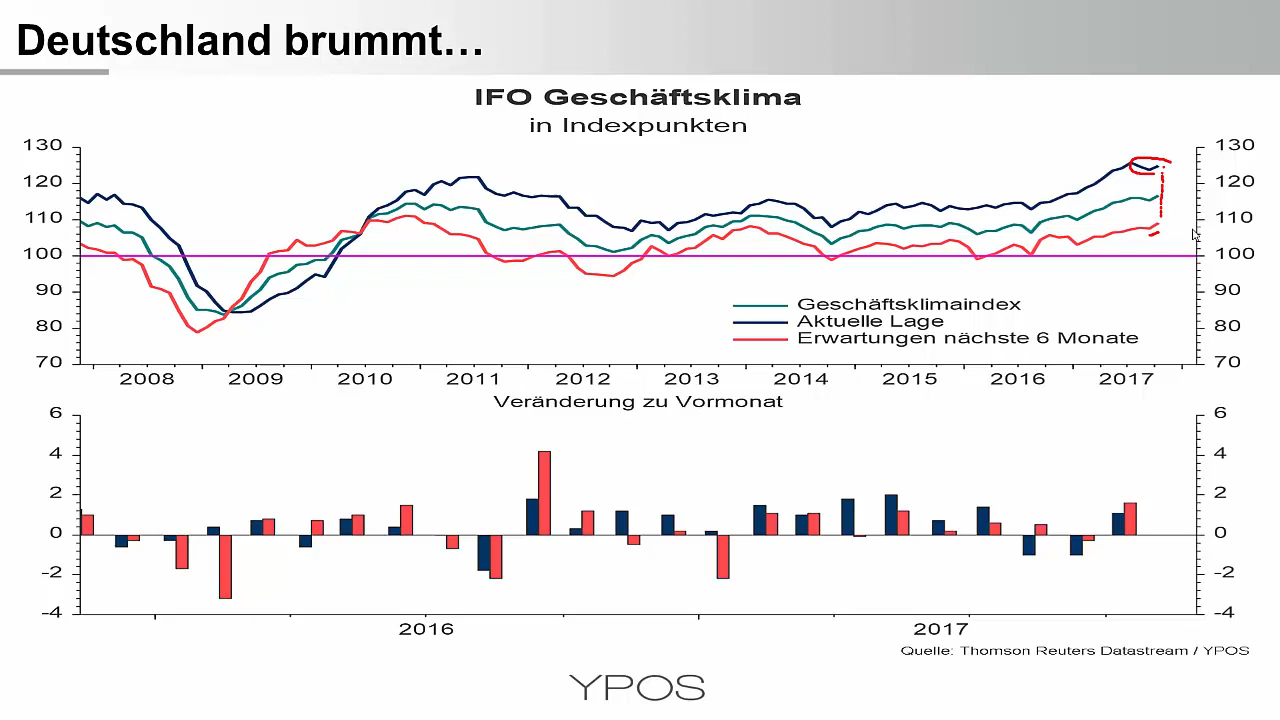 Deutschland brummt…
IFO Geschäftsklima
in Indexpunkten
130 130
120 120
110 110
100 100
90 90
80 80
70 70
Geschäftsklimaindex
Aktuelle Lage
Erwartungen nächste 6 Monate
2008 2009 2010 2011 2012 2013 2014 2015 2016 2017
Veränderung zu Vormonat
6 6
4 4
2 2
0 0
-2 -2
-4 -4
2016 2017
Quelle: Thomson Reuters Datastream / YPOS
YPOS